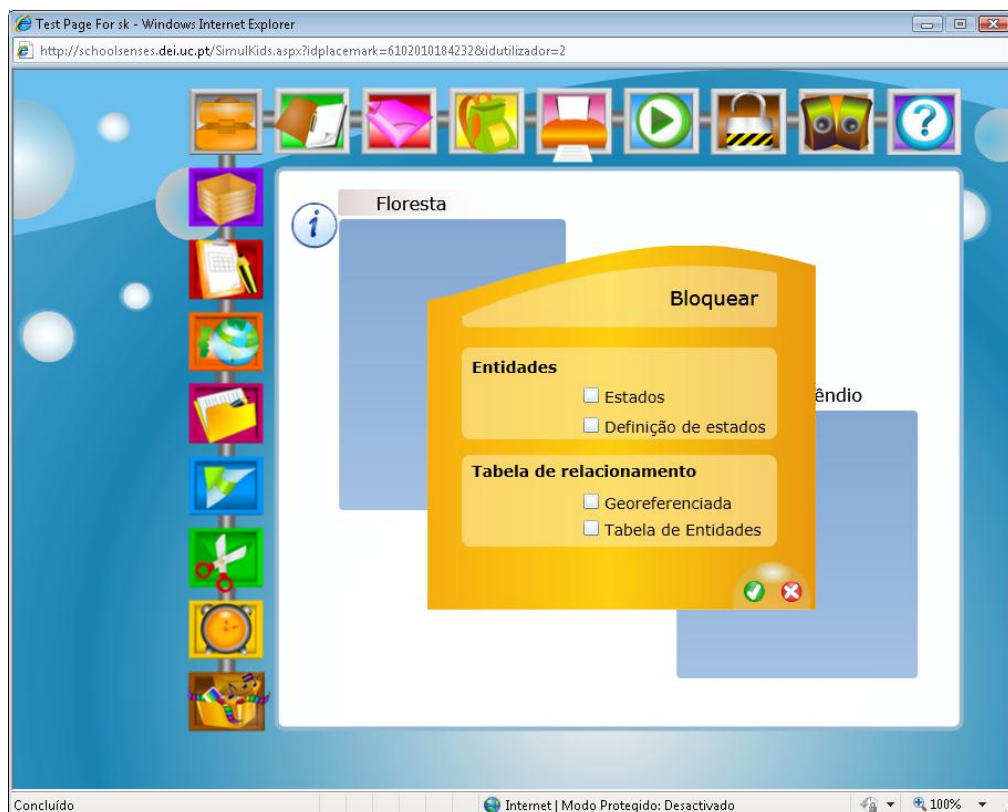 Test Page For sk - Windows Internet Explorer
http://schoolsenses.dei.uc.pt/SimulKids.aspx?idplacemark=6102010184232&idutilizador=2
Floresta
Bloquear
Entidades
Estados
êndio
Definição de estados
Tabela de relacionamento
Georeferenciada
Tabela de Entidades
Concluído
Internet | Modo Protegido: Desactivado
100%